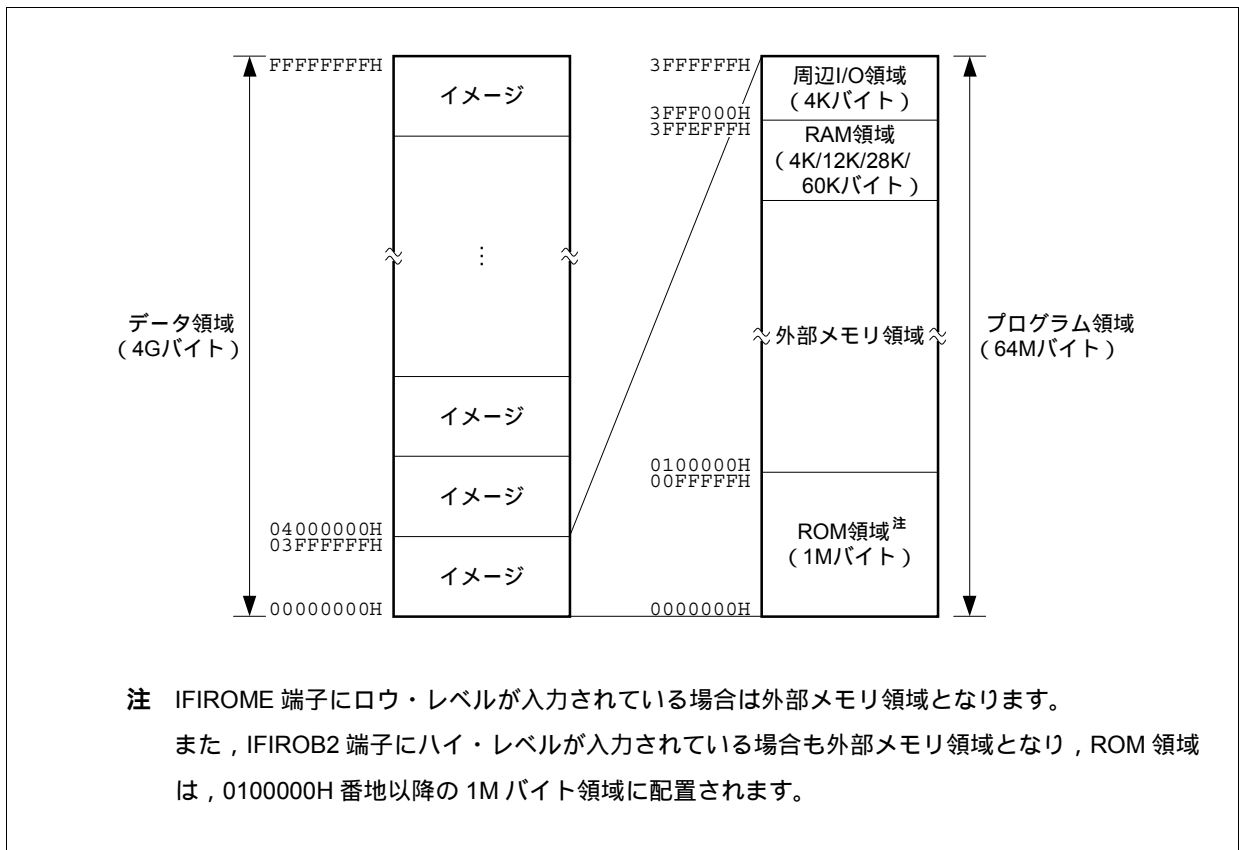 FFFFFFFFH
イメージ
⋮
データ領域
（4Gバイト）
イメージ
イメージ
04000000H
03FFFFFFH
イメージ
00000000H
3FFFFFFH
周辺I/O領域
（4Kバイト）
3FFF000H
3FFEFFFH
RAM領域
（4K/12K/28K/
60Kバイト）
外部メモリ領域
プログラム領域
（64Mバイト）
0100000H
00FFFFFH
ROM領域注
（1Mバイト）
0000000H
注　IFIROME 端子にロウ・レベルが入力されている場合は外部メモリ領域となります。
また，IFIROB2 端子にハイ・レベルが入力されている場合も外部メモリ領域となり，ROM 領域
は，0100000H 番地以降の 1M バイト領域に配置されます。